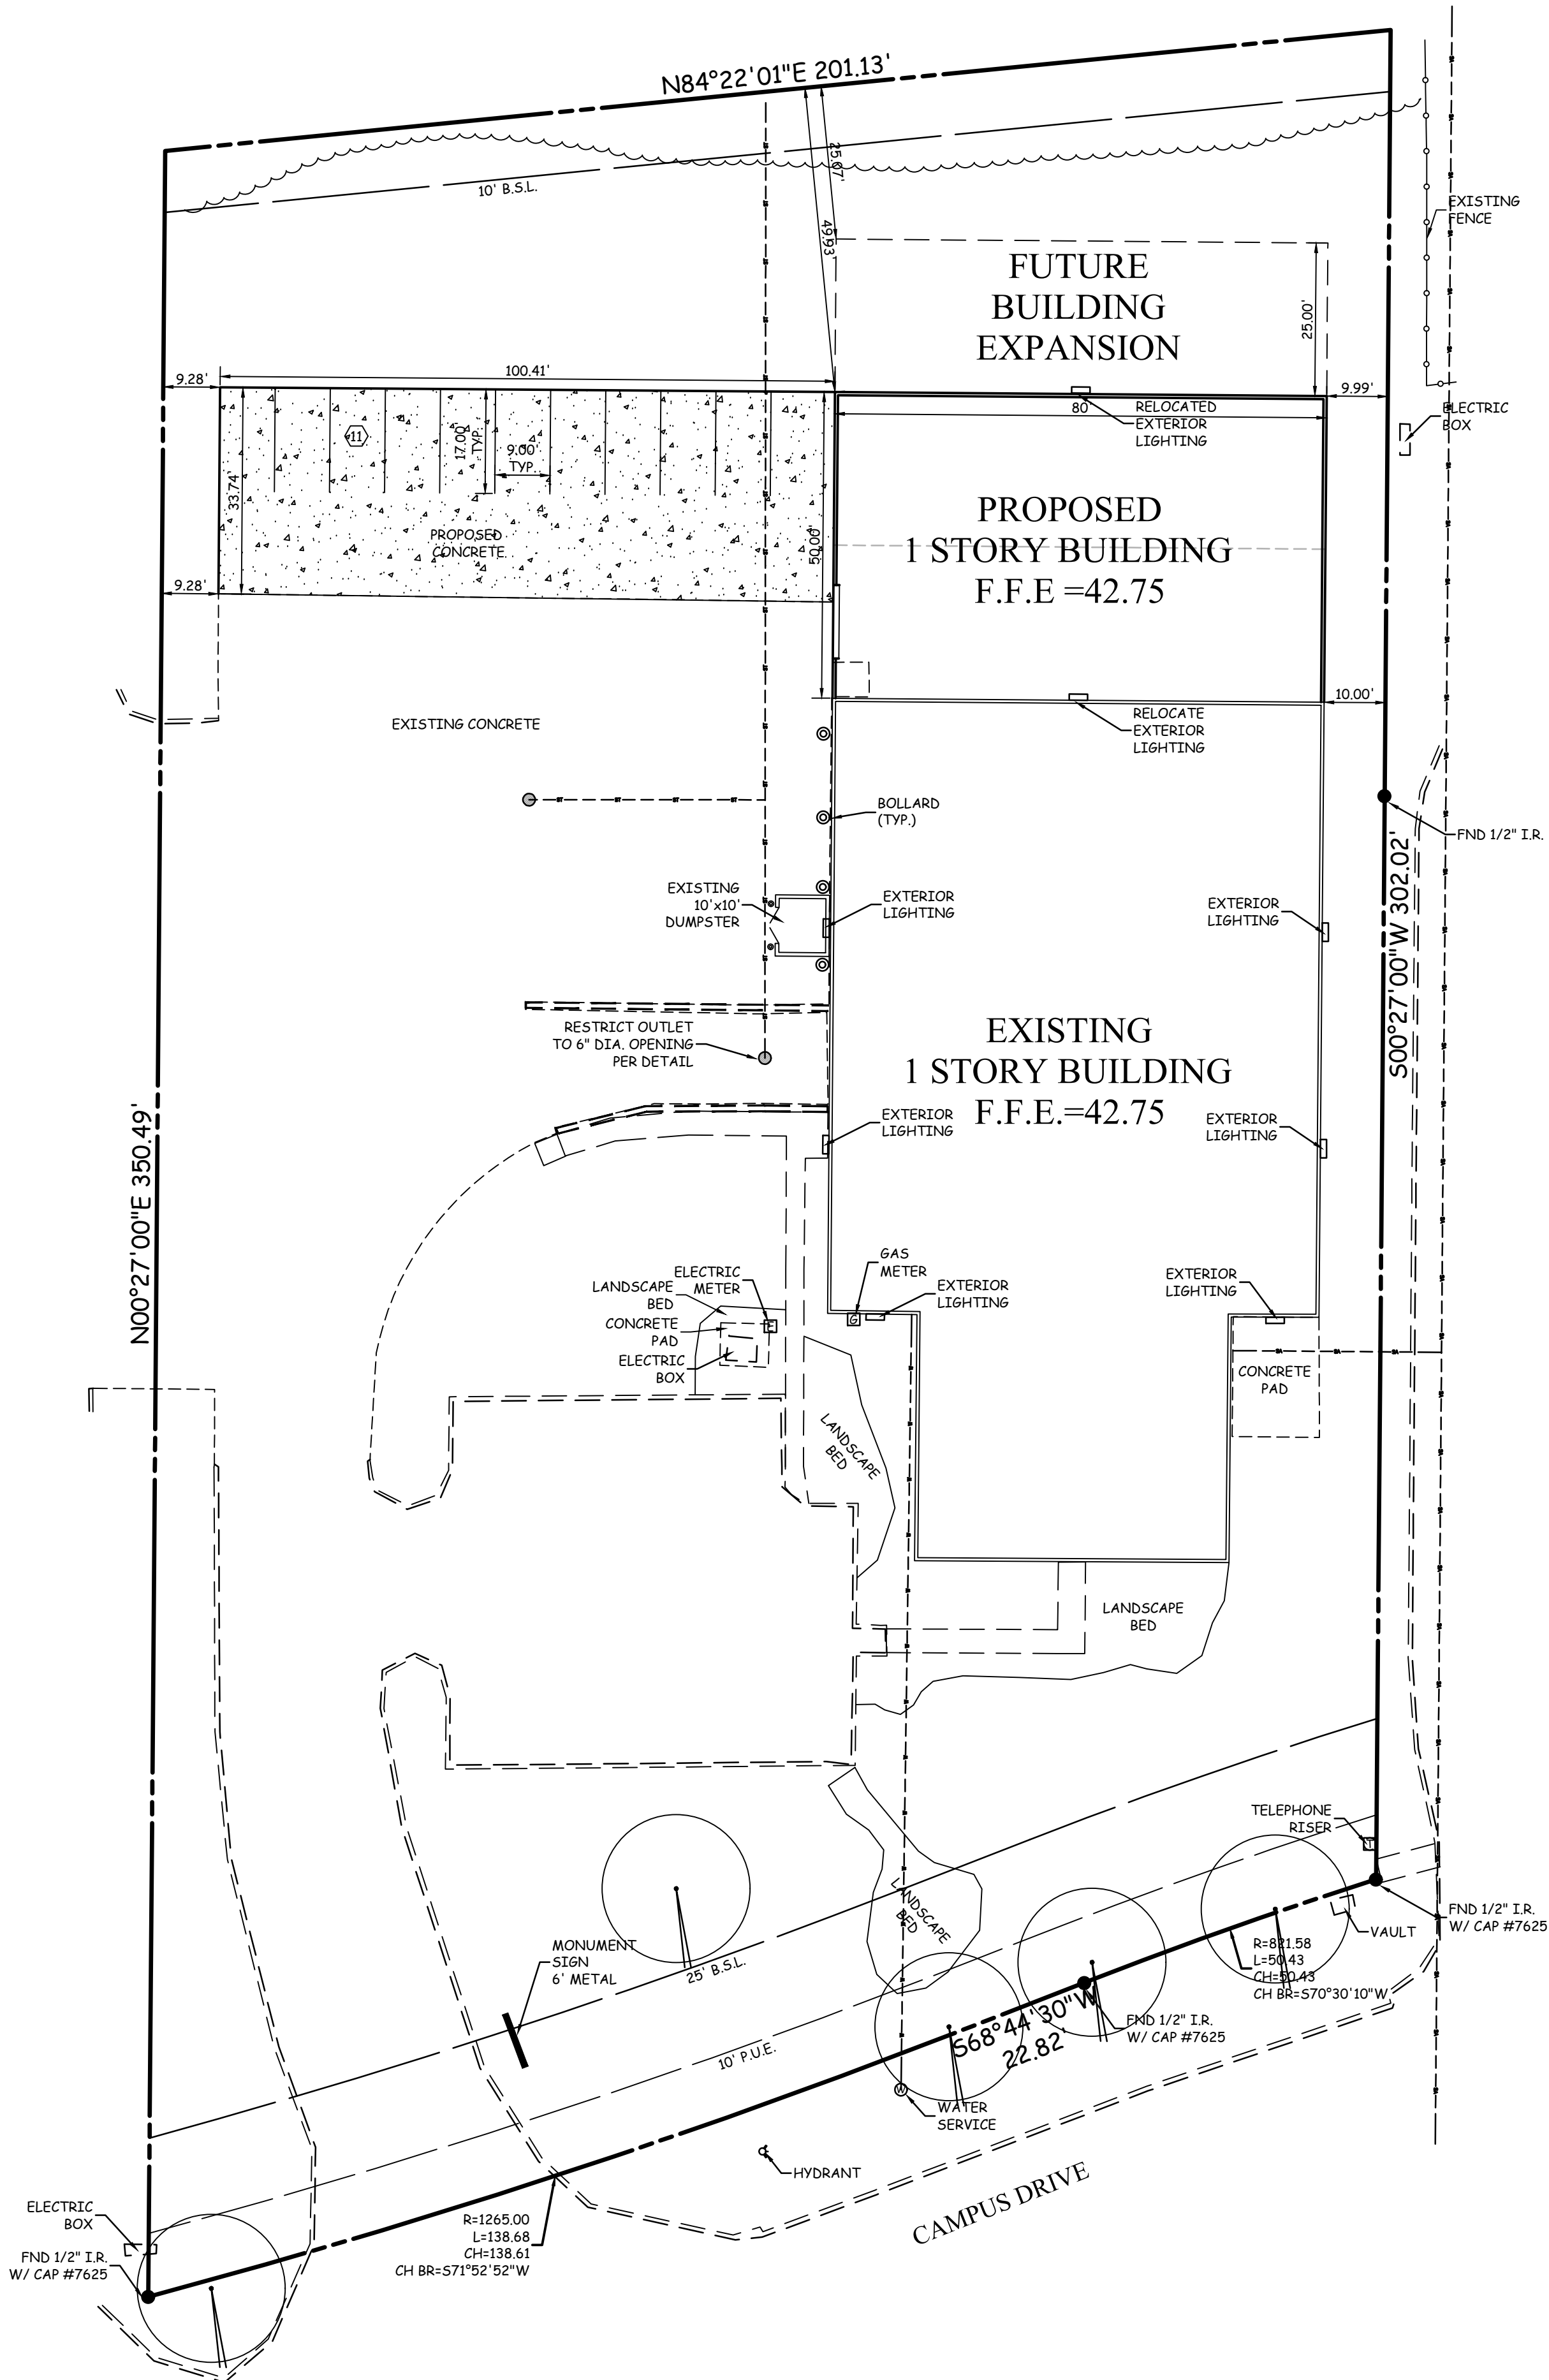 N84°22'01"E 201.13'
25.07'
49.93'
10' B.S.L.
EXISTING
FENCE
FUTURE
BUILDING
EXPANSION
25.00'
9.28'
100.41'
9.99'
80'
RELOCATED
EXTERIOR
LIGHTING
ELECTRIC
BOX
11
17.00'
TYP.
9.00'
TYP.
33.74'
PROPOSED
CONCRETE
50.00'
PROPOSED
1 STORY BUILDING
F.F.E =42.75
9.28'
10.00'
EXISTING CONCRETE
RELOCATE
EXTERIOR
LIGHTING
BOLLARD
(TYP.)
FND 1/2" I.R.
S00°27'00"W 302.02'
EXISTING
10'x10'
DUMPSTER
EXTERIOR
LIGHTING
EXTERIOR
LIGHTING
RESTRICT OUTLET
TO 6" DIA. OPENING
PER DETAIL
EXISTING
1 STORY BUILDING
F.F.E.=42.75
EXTERIOR
LIGHTING
EXTERIOR
LIGHTING
N00°27'00"E 350.49'
GAS
METER
ELECTRIC
METER
LANDSCAPE
BED
CONCRETE
PAD
ELECTRIC
BOX
E
G
EXTERIOR
LIGHTING
EXTERIOR
LIGHTING
CONCRETE
PAD
LANDSCAPE
BED
LANDSCAPE
BED
TELEPHONE
RISER
T
LANDSCAPE
BED
MONUMENT
SIGN
6' METAL
25' B.S.L.
FND 1/2" I.R.
W/ CAP #7625
VAULT
R=821.58
L=50.43
CH=50.43
CH BR=S70°30'10"W
S68°44'30"W
22.82'
FND 1/2" I.R.
W/ CAP #7625
10' P.U.E.
W
WATER
SERVICE
HYDRANT
CAMPUS DRIVE
R=1265.00
L=138.68
CH=138.61
CH BR=S71°52'52"W
ELECTRIC
BOX
FND 1/2" I.R.
W/ CAP #7625